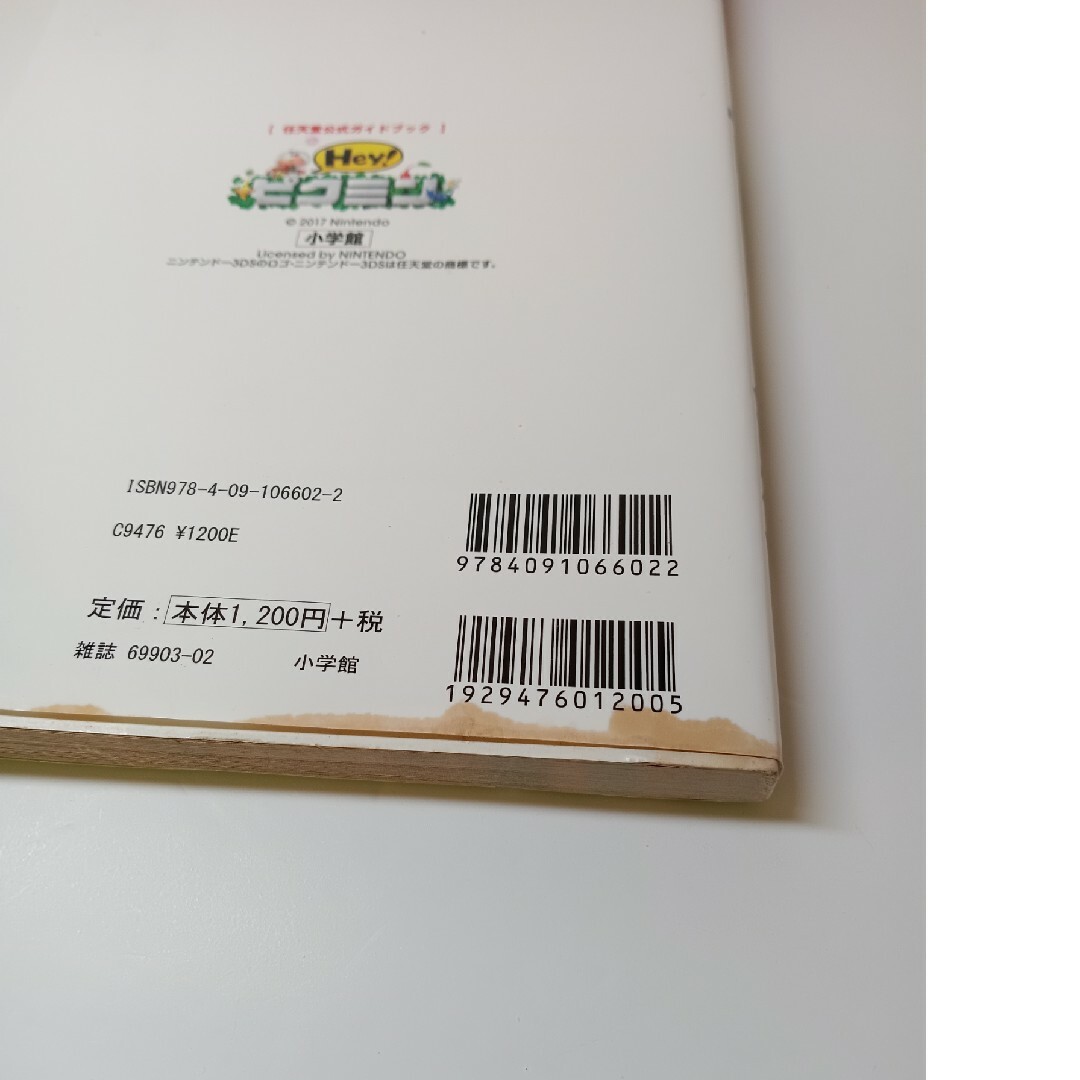 [ 任天堂公式ガイドブック ]
Hey!
ピクミン
© 2017 Nintendo
小学館
Licensed by NINTENDO
ニンテンドー3DSのロゴ・ニンテンドー3DSは任天堂の商標です。
ISBN978-4-09-106602-2
C9476 ¥1200E
9784091066022
定価：本体1,200円＋税
雑誌 69903-02 小学館
1929476012005